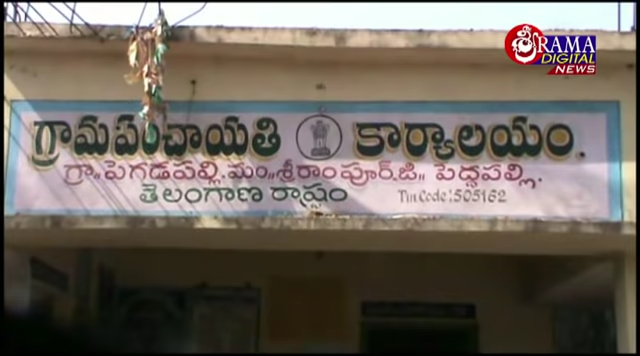 శ్రీRAMA
DIGITAL
NEWS
గ్రామపంచాయతి కార్యాలయం.
గ్రా,, పెగడపల్లి.మం,,శ్రీరాంపూర్.జి,, పెద్దపల్లి.
తెలంగాణ రాష్ట్రం Tin Code:505162